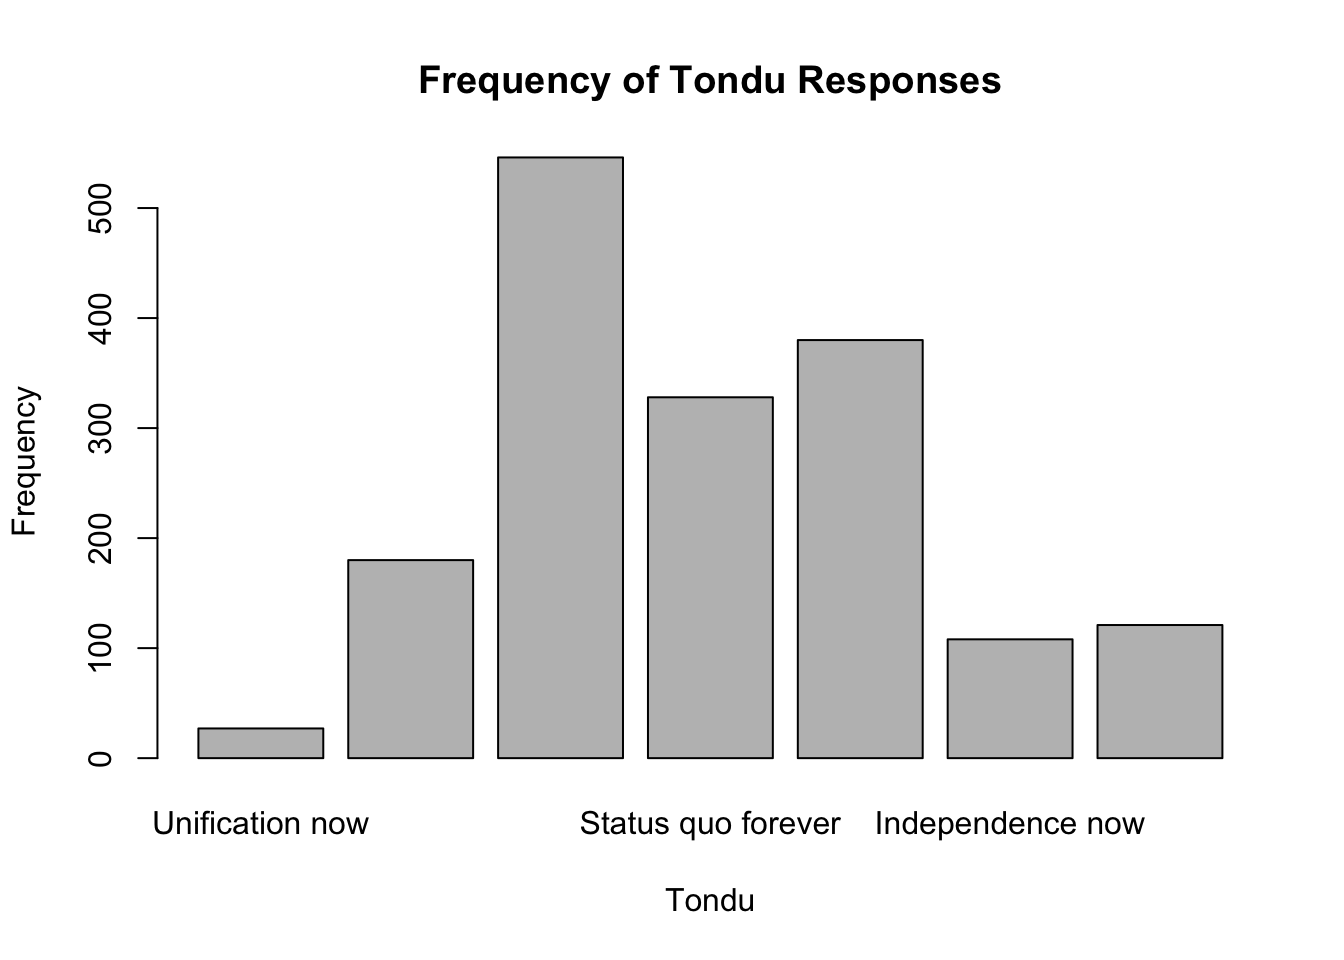 Frequency of Tondu Responses
Frequency
500
400
300
200
100
0
Unification now
Status quo forever
Independence now
Tondu